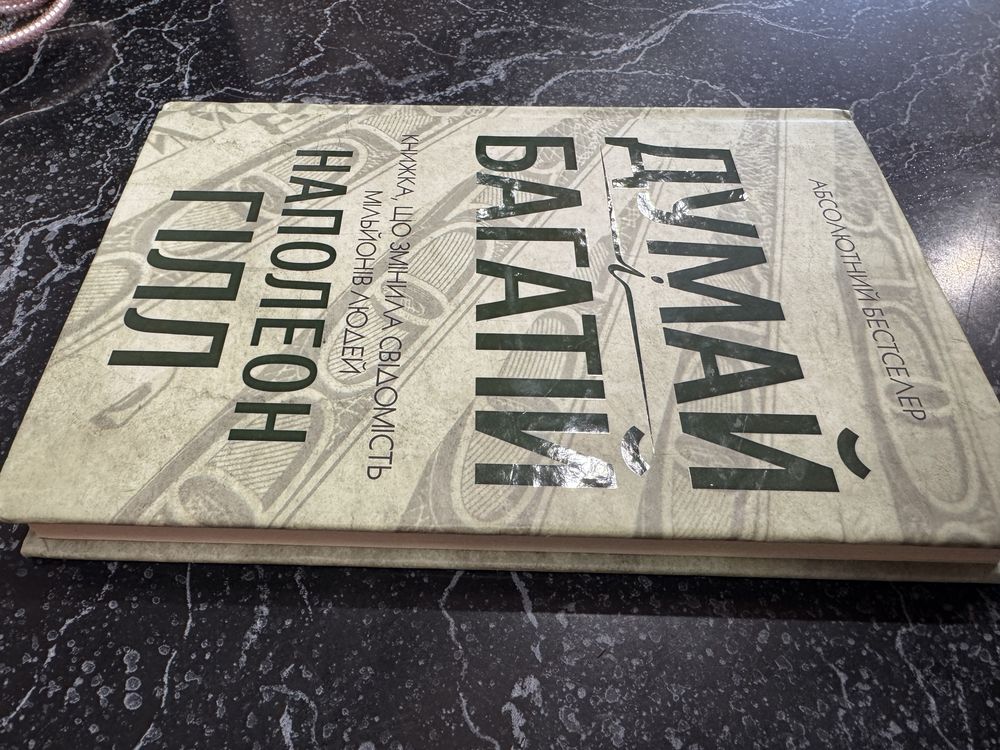 АБСОЛЮТНИЙ БЕСТСЕЛЕР
ДУМАЙ
і
БАГАТІЙ
КНИЖКА, ЩО ЗМІНИЛА СВІДОМІСТЬ
МІЛЬЙОНІВ ЛЮДЕЙ
НАПОЛЕОН
ГІЛЛ